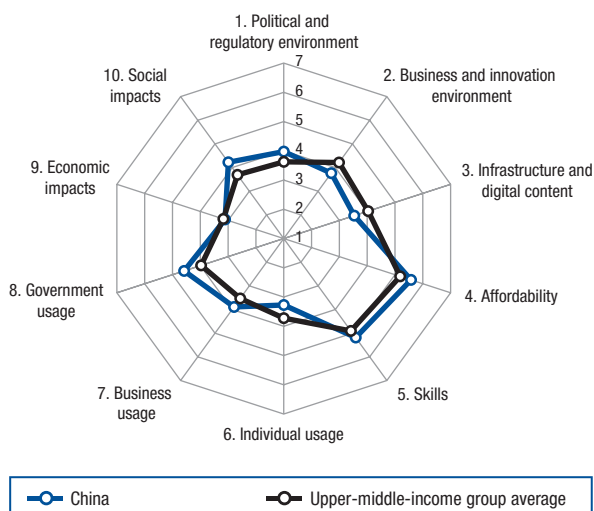 1. Political and
regulatory environment
10. Social
impacts
2. Business and innovation
environment
9. Economic
impacts
3. Infrastructure and
digital content
8. Government
usage
4. Affordability
7. Business
usage
5. Skills
6. Individual usage
7
6
5
4
3
2
1
China
Upper-middle-income group average